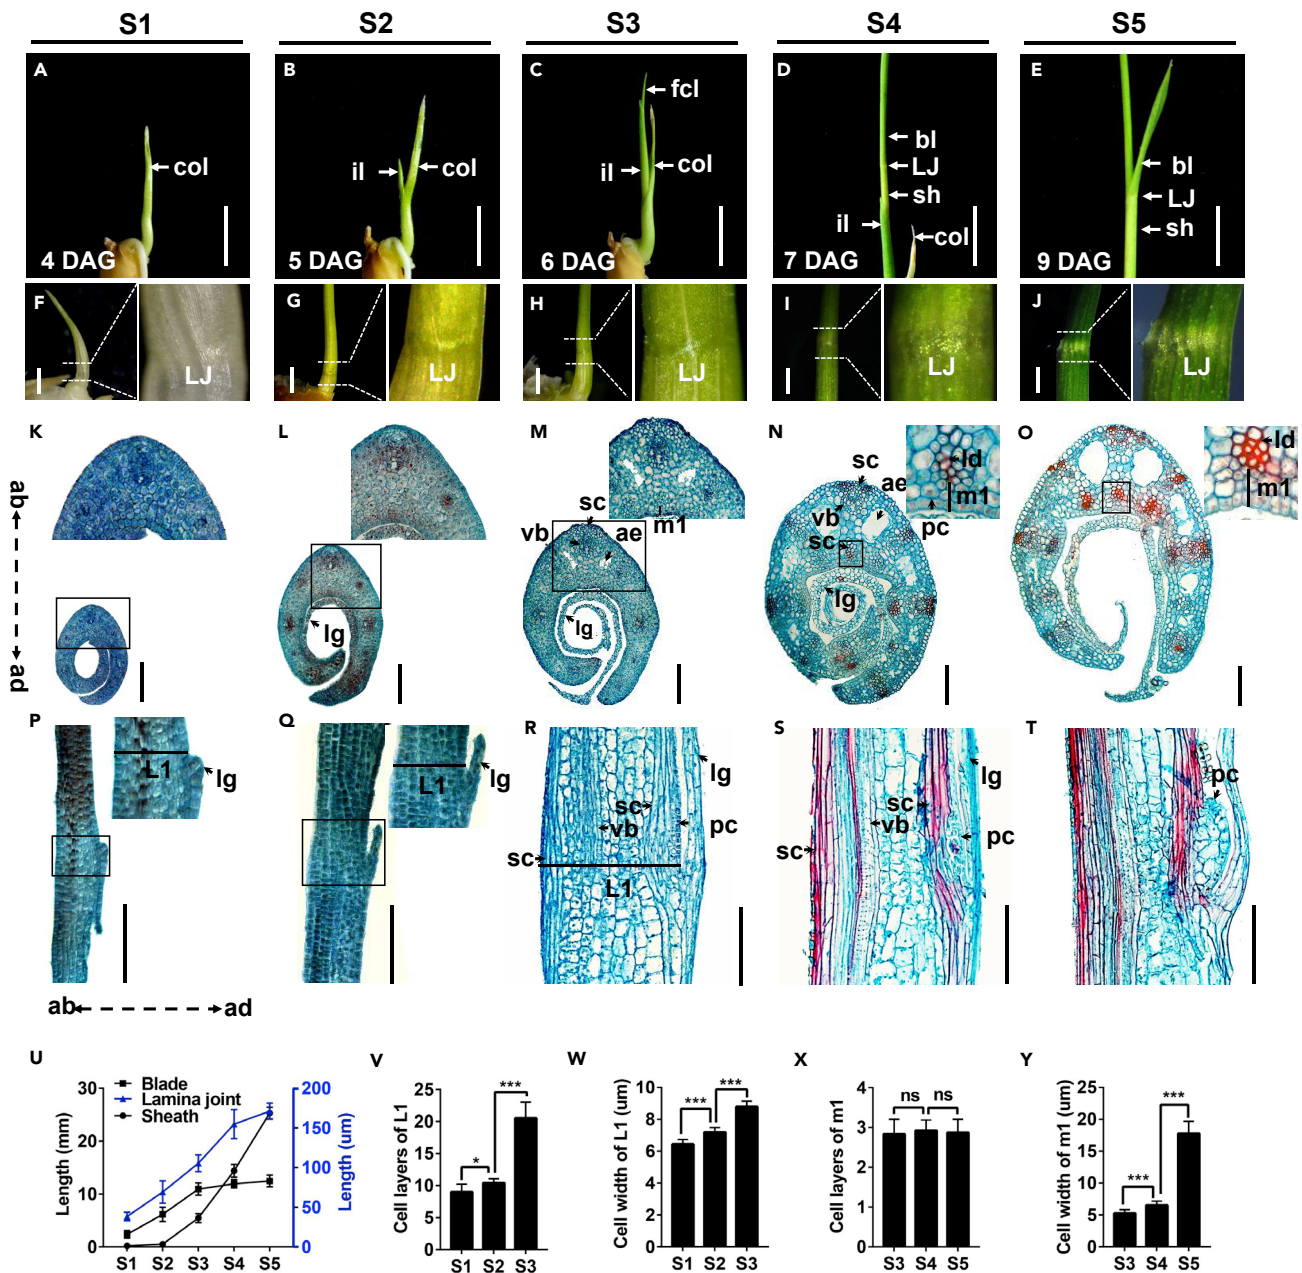 S1 S2 S3 S4 S5
A col 4 DAG
B il col 5 DAG
C fcl il col 6 DAG
D bl LJ sh il col 7 DAG
E bl LJ sh 9 DAG
F LJ
G LJ
H LJ
I LJ
J LJ
ab ad
K
L lg
M sc vb ae m1 lg
N sc ae vb sc lg ld m1 pc
O ld m1
P L1 lg
Q L1 lg
R lg sc vb pc sc L1
S lg sc vb pc sc
T pc
ab ad
U
Blade
Lamina joint
Sheath
Length (mm)
30
20
10
0
200
150
100
50
0
Length (um)
S1 S2 S3 S4 S5
V
Cell layers of L1
25
20
15
10
5
0
* ***
S1 S2 S3
W
Cell width of L1 (um)
10
8
6
4
2
0
*** ***
S1 S2 S3
X
Cell layers of m1
4
3
2
1
0
ns ns
S3 S4 S5
Y
Cell width of m1 (um)
25
20
15
10
5
0
*** ***
S3 S4 S5